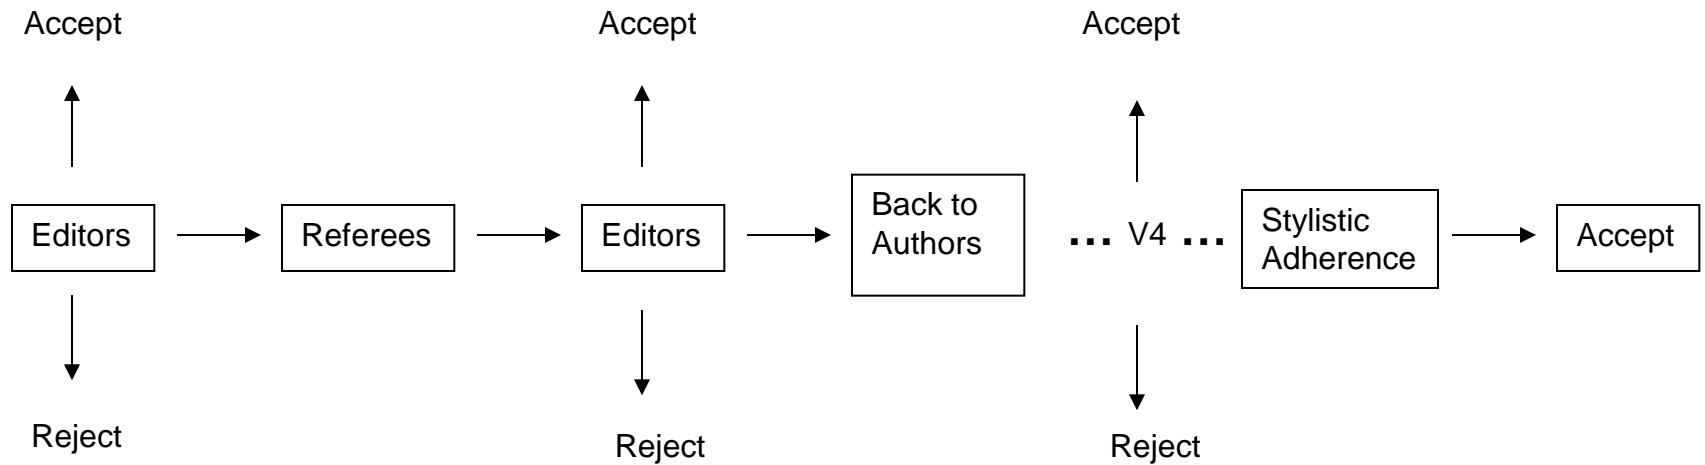 Accept
Accept
Accept
Editors
Referees
Editors
Back to
Authors
... V4 ...
Stylistic
Adherence
Accept
Reject
Reject
Reject